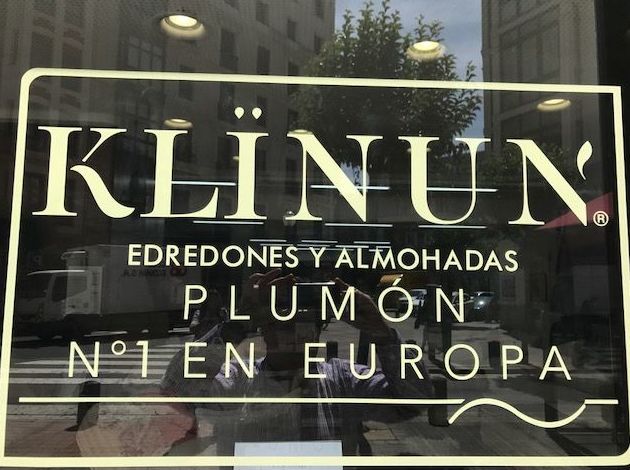 KLÏNUN®
EDREDONES Y ALMOHADAS
PLUMÓN
Nº1 EN EUROPA